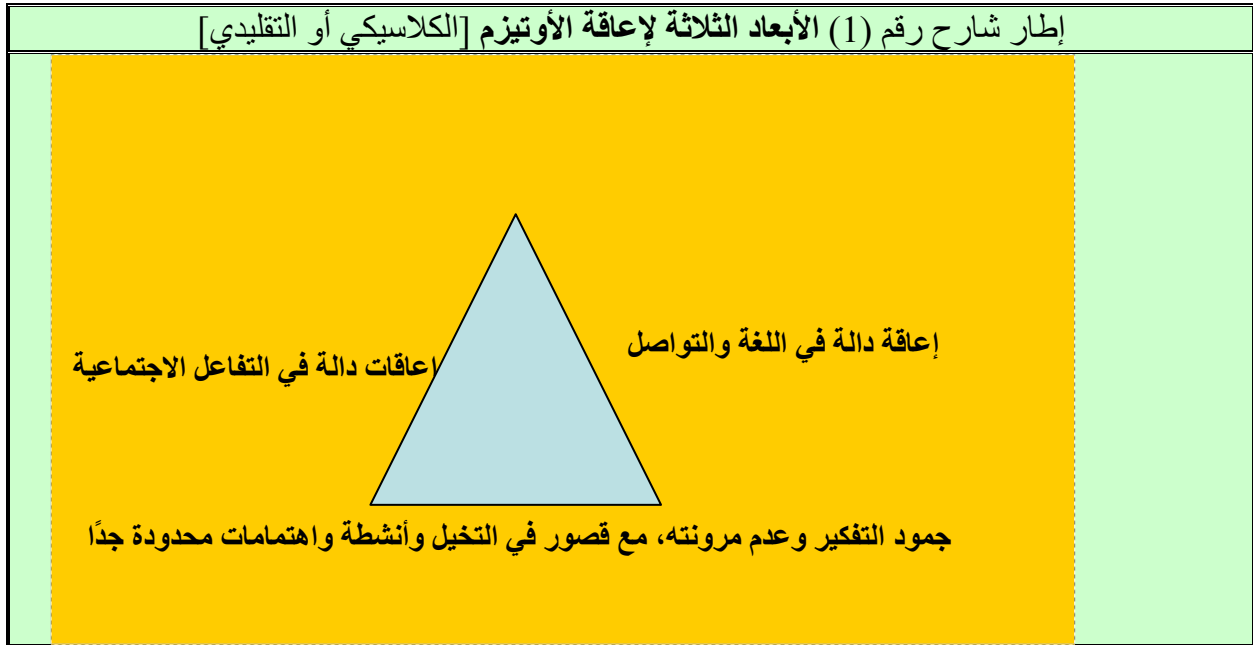 إطار شارح رقم (1) الأبعاد الثلاثة لإعاقة الأوتيزم [الكلاسيكي أو التقليدي]
إعاقة دالة في اللغة والتواصل
إعاقات دالة في التفاعل الاجتماعية
جمود التفكير وعدم مرونته، مع قصور في التخيل وأنشطة واهتمامات محدودة جدًا